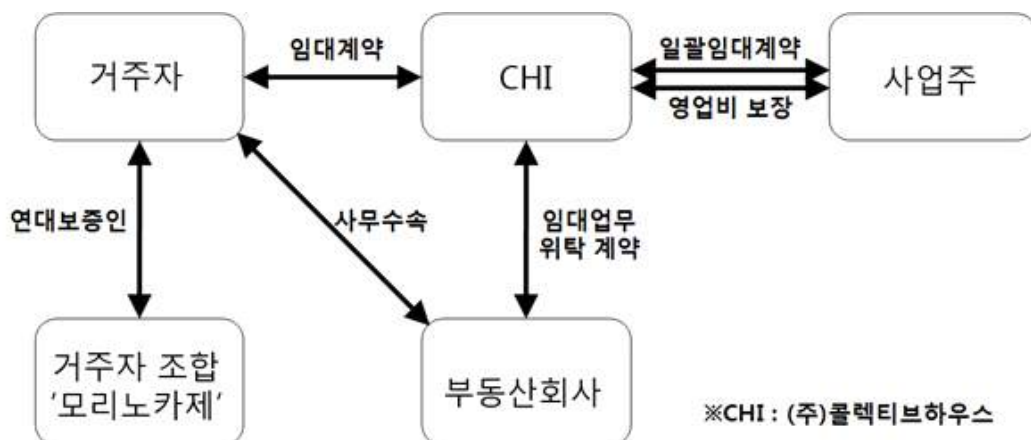 거주자
임대계약
CHI
일괄임대계약
영업비 보장
사업주
연대보증인
사무수속
임대업무
위탁 계약
거주자 조합
'모리노카제'
부동산회사
※CHI : (주)콜렉티브하우스